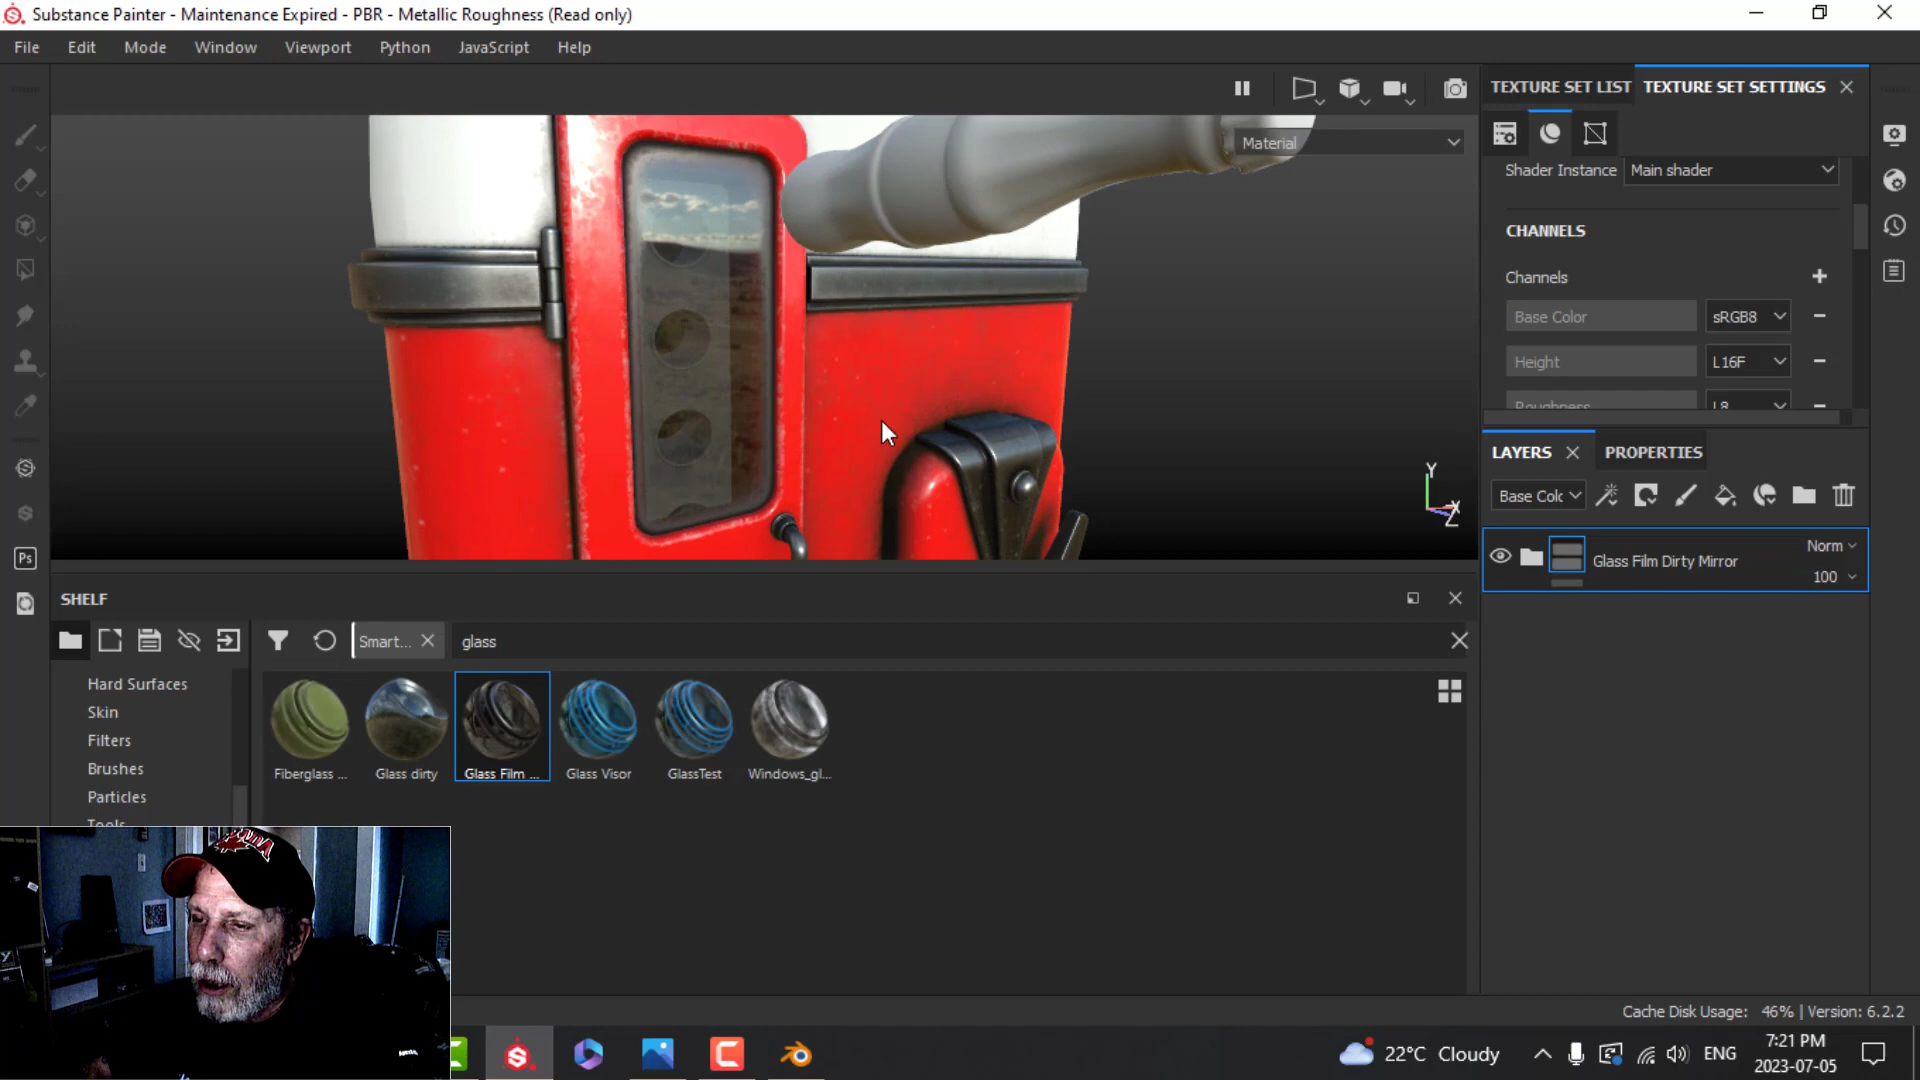 Substance Painter - Maintenance Expired - PBR - Metallic Roughness (Read only)
File Edit Mode Window Viewport Python JavaScript Help
TEXTURE SET LIST TEXTURE SET SETTINGS
Material
Shader Instance Main shader
CHANNELS
Channels
Base Color sRGB8
Height L16F
Roughness L8
Y
X
Z
LAYERS PROPERTIES
Base Colc
Glass Film Dirty Mirror
Norm
100
Ps
SHELF
Smart... glass
Hard Surfaces
Skin
Filters
Brushes
Particles
Tools
Fiberglass ... Glass dirty Glass Film ... Glass Visor GlassTest Windows_gl...
Cache Disk Usage: 46% | Version: 6.2.2
22°C Cloudy
ENG
7:21 PM
2023-07-05